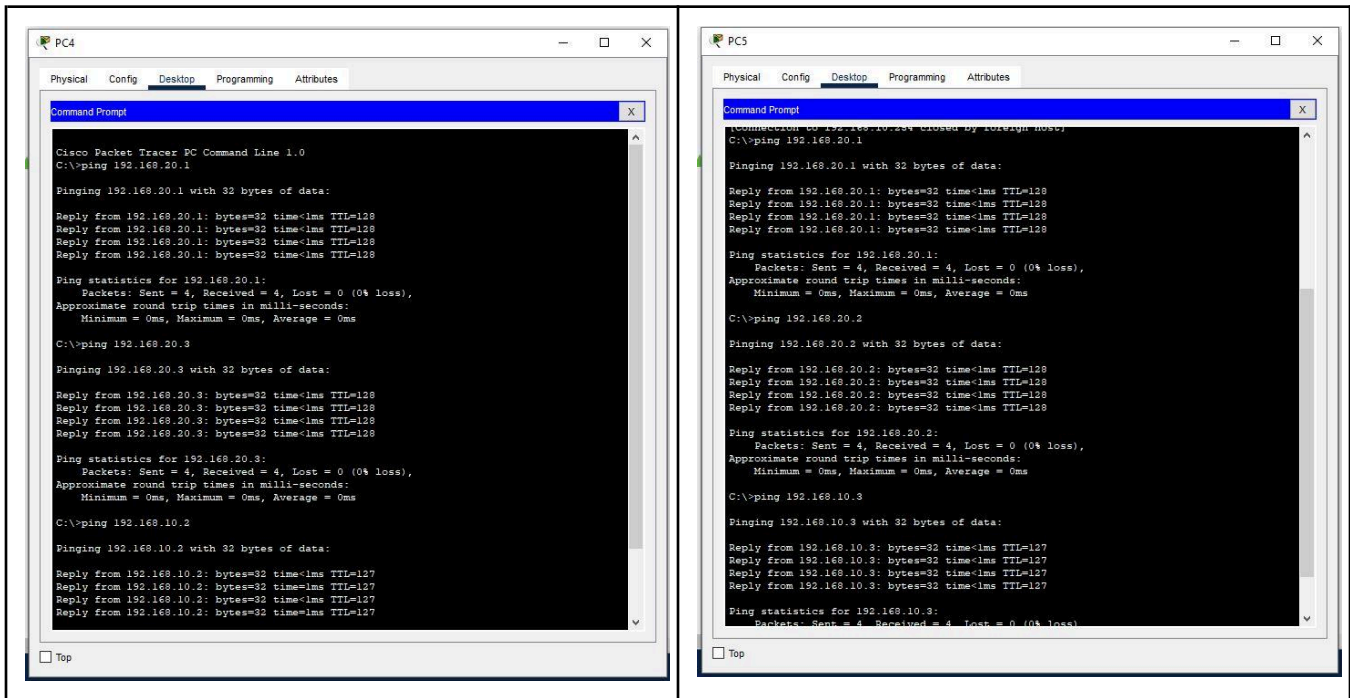 PC4
Physical Config Desktop Programming Attributes
Command Prompt X
Cisco Packet Tracer PC Command Line 1.0
C:\>ping 192.168.20.1
Pinging 192.168.20.1 with 32 bytes of data:
Reply from 192.168.20.1: bytes=32 time<1ms TTL=128
Reply from 192.168.20.1: bytes=32 time<1ms TTL=128
Reply from 192.168.20.1: bytes=32 time<1ms TTL=128
Reply from 192.168.20.1: bytes=32 time<1ms TTL=128
Ping statistics for 192.168.20.1:
Packets: Sent = 4, Received = 4, Lost = 0 (0% loss),
Approximate round trip times in milli-seconds:
Minimum = 0ms, Maximum = 0ms, Average = 0ms
C:\>ping 192.168.20.3
Pinging 192.168.20.3 with 32 bytes of data:
Reply from 192.168.20.3: bytes=32 time<1ms TTL=128
Reply from 192.168.20.3: bytes=32 time<1ms TTL=128
Reply from 192.168.20.3: bytes=32 time<1ms TTL=128
Reply from 192.168.20.3: bytes=32 time<1ms TTL=128
Ping statistics for 192.168.20.3:
Packets: Sent = 4, Received = 4, Lost = 0 (0% loss),
Approximate round trip times in milli-seconds:
Minimum = 0ms, Maximum = 0ms, Average = 0ms
C:\>ping 192.168.10.2
Pinging 192.168.10.2 with 32 bytes of data:
Reply from 192.168.10.2: bytes=32 time<1ms TTL=127
Reply from 192.168.10.2: bytes=32 time=1ms TTL=127
Reply from 192.168.10.2: bytes=32 time<1ms TTL=127
Reply from 192.168.10.2: bytes=32 time=1ms TTL=127
Top
PC5
Physical Config Desktop Programming Attributes
Command Prompt X
[Connection to 192.168.10.254 closed by foreign host]
C:\>ping 192.168.20.1
Pinging 192.168.20.1 with 32 bytes of data:
Reply from 192.168.20.1: bytes=32 time<1ms TTL=128
Reply from 192.168.20.1: bytes=32 time<1ms TTL=128
Reply from 192.168.20.1: bytes=32 time<1ms TTL=128
Reply from 192.168.20.1: bytes=32 time<1ms TTL=128
Ping statistics for 192.168.20.1:
Packets: Sent = 4, Received = 4, Lost = 0 (0% loss),
Approximate round trip times in milli-seconds:
Minimum = 0ms, Maximum = 0ms, Average = 0ms
C:\>ping 192.168.20.2
Pinging 192.168.20.2 with 32 bytes of data:
Reply from 192.168.20.2: bytes=32 time<1ms TTL=128
Reply from 192.168.20.2: bytes=32 time<1ms TTL=128
Reply from 192.168.20.2: bytes=32 time<1ms TTL=128
Reply from 192.168.20.2: bytes=32 time<1ms TTL=128
Ping statistics for 192.168.20.2:
Packets: Sent = 4, Received = 4, Lost = 0 (0% loss),
Approximate round trip times in milli-seconds:
Minimum = 0ms, Maximum = 0ms, Average = 0ms
C:\>ping 192.168.10.3
Pinging 192.168.10.3 with 32 bytes of data:
Reply from 192.168.10.3: bytes=32 time<1ms TTL=127
Reply from 192.168.10.3: bytes=32 time<1ms TTL=127
Reply from 192.168.10.3: bytes=32 time<1ms TTL=127
Reply from 192.168.10.3: bytes=32 time<1ms TTL=127
Ping statistics for 192.168.10.3:
Packets: Sent = 4, Received = 4, Lost = 0 (0% loss)
Top